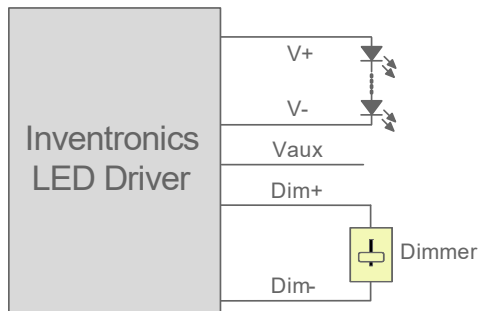 V+
V-
Inventronics
LED Driver
Vaux
Dim+
Dimmer
Dim-